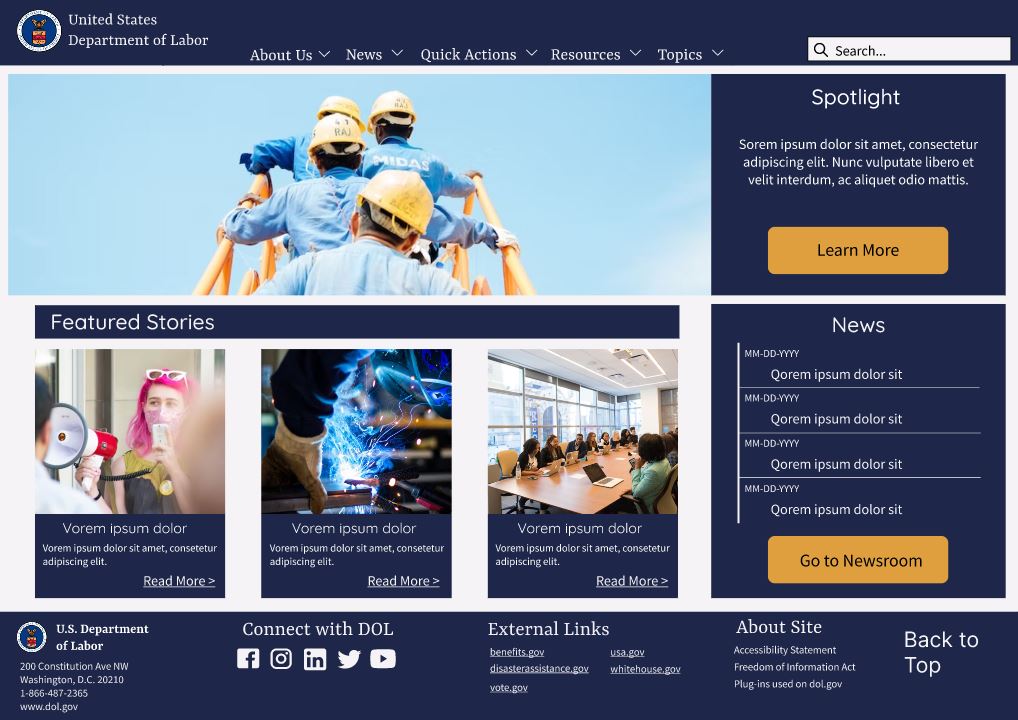 United States
Department of Labor
About Us
News
Quick Actions
Resources
Topics
Search...
RAJ
RAJ
MIDAS
Spotlight
Sorem ipsum dolor sit amet, consectetur
adipiscing elit. Nunc vulputate libero et
velit interdum, ac aliquet odio mattis.
Learn More
Featured Stories
Vorem ipsum dolor
Vorem ipsum dolor sit amet, consetetur
adipiscing elit.
Read More >
Vorem ipsum dolor
Vorem ipsum dolor sit amet, consetetur
adipiscing elit.
Read More >
Vorem ipsum dolor
Vorem ipsum dolor sit amet, consetetur
adipiscing elit.
Read More >
News
MM-DD-YYYY
Qorem ipsum dolor sit
MM-DD-YYYY
Qorem ipsum dolor sit
MM-DD-YYYY
Qorem ipsum dolor sit
MM-DD-YYYY
Qorem ipsum dolor sit
Go to Newsroom
U.S. Department
of Labor
200 Constitution Ave NW
Washington, D.C. 20210
1-866-487-2365
www.dol.gov
Connect with DOL
External Links
benefits.gov
usa.gov
disasterassistance.gov
whitehouse.gov
vote.gov
About Site
Accessibility Statement
Freedom of Information Act
Plug-ins used on dol.gov
Back to
Top